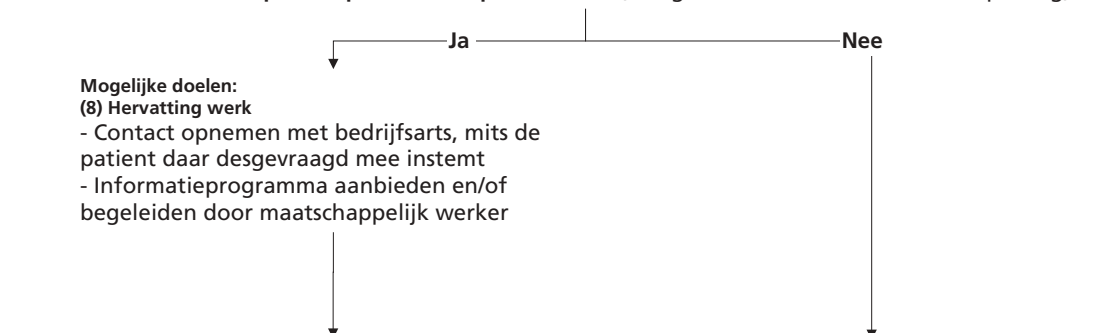 Ja
Nee
Mogelijke doelen:
(8) Hervatting werk
- Contact opnemen met bedrijfsarts, mits de
patient daar desgevraagd mee instemt
- Informatieprogramma aanbieden en/of
begeleiden door maatschappelijk werker